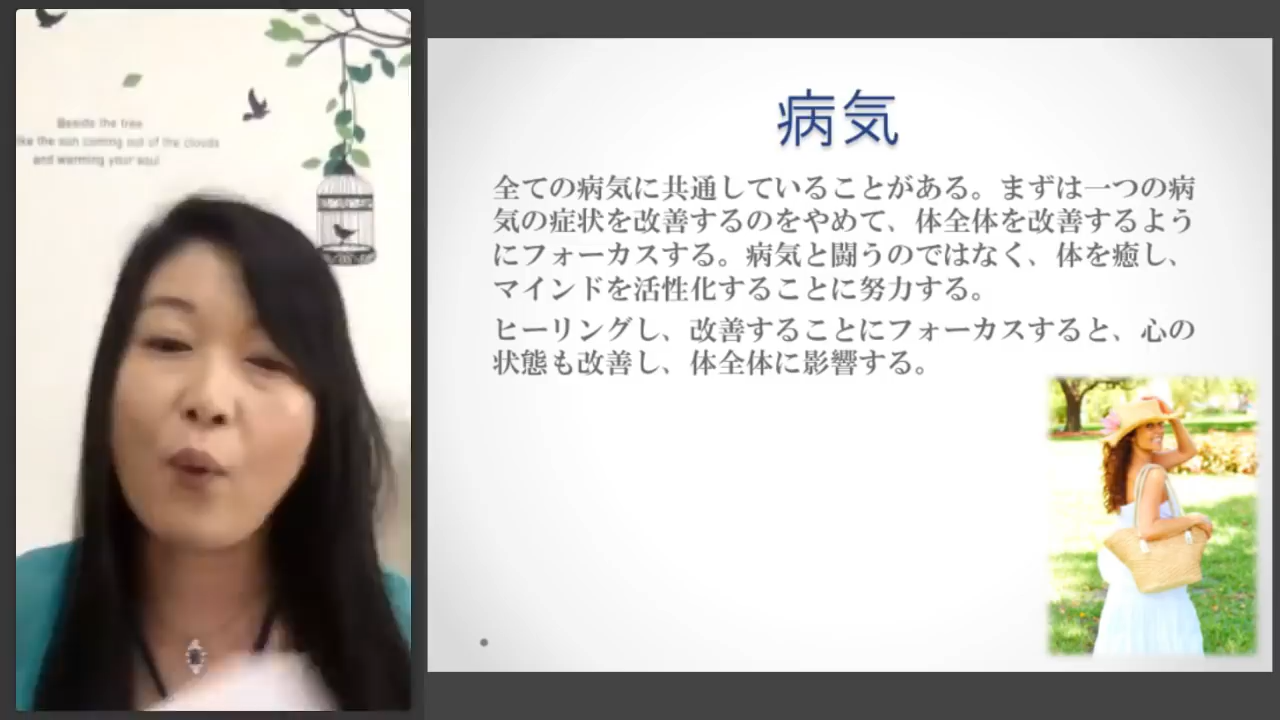 Beside the tree
like the sun coming out of the clouds
and warming your soul
病気
全ての病気に共通していることがある。まずは一つの病
気の症状を改善するのをやめて、体全体を改善するよう
にフォーカスする。病気と闘うのではなく、体を癒し、
マインドを活性化することに努力する。
ヒーリングし、改善することにフォーカスすると、心の
状態も改善し、体全体に影響する。